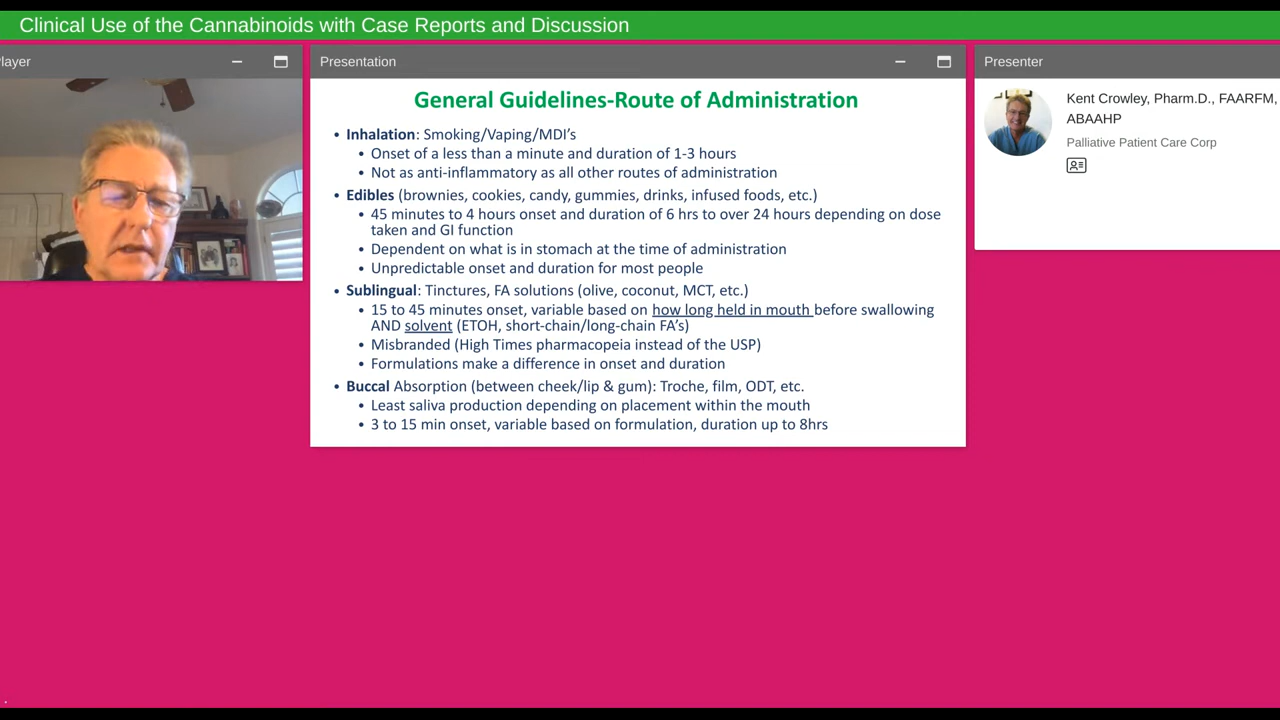 Clinical Use of the Cannabinoids with Case Reports and Discussion
layer
Presentation
Presenter
General Guidelines-Route of Administration
• Inhalation: Smoking/Vaping/MDI’s
• Onset of a less than a minute and duration of 1-3 hours
• Not as anti-inflammatory as all other routes of administration
• Edibles (brownies, cookies, candy, gummies, drinks, infused foods, etc.)
• 45 minutes to 4 hours onset and duration of 6 hrs to over 24 hours depending on dose
taken and GI function
• Dependent on what is in stomach at the time of administration
• Unpredictable onset and duration for most people
• Sublingual: Tinctures, FA solutions (olive, coconut, MCT, etc.)
• 15 to 45 minutes onset, variable based on how long held in mouth before swallowing
AND solvent (ETOH, short-chain/long-chain FA’s)
• Misbranded (High Times pharmacopeia instead of the USP)
• Formulations make a difference in onset and duration
• Buccal Absorption (between cheek/lip & gum): Troche, film, ODT, etc.
• Least saliva production depending on placement within the mouth
• 3 to 15 min onset, variable based on formulation, duration up to 8hrs
Kent Crowley, Pharm.D., FAARFM,
ABAAHP
Palliative Patient Care Corp